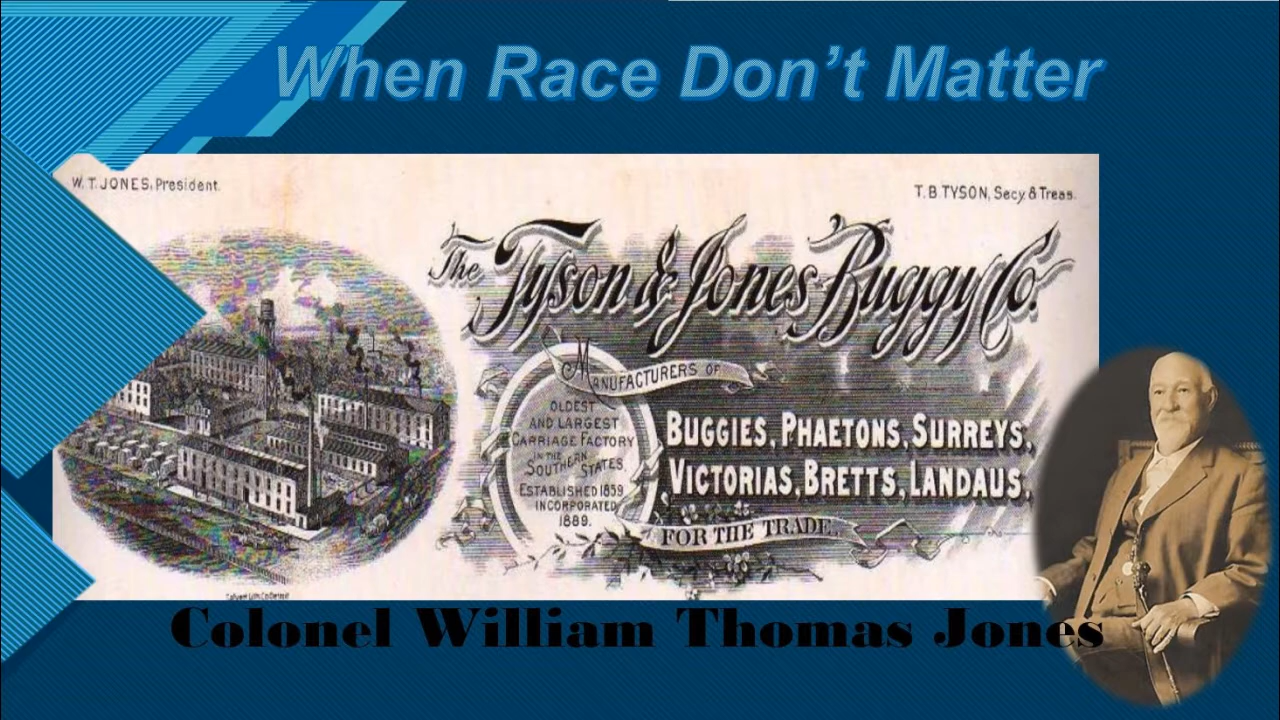 When Race Don't Matter
W. T. JONES, President.
T. B. TYSON, Secy. & Treas.
The Tyson & Jones Buggy Co.
MANUFACTURERS OF
OLDEST
AND LARGEST
CARRIAGE FACTORY
IN THE
SOUTHERN STATES
ESTABLISHED 1859
INCORPORATED
1889.
BUGGIES, PHAETONS, SURREYS,
VICTORIAS, BRETTS, LANDAUS,
FOR THE TRADE.
Colonel William Thomas Jones